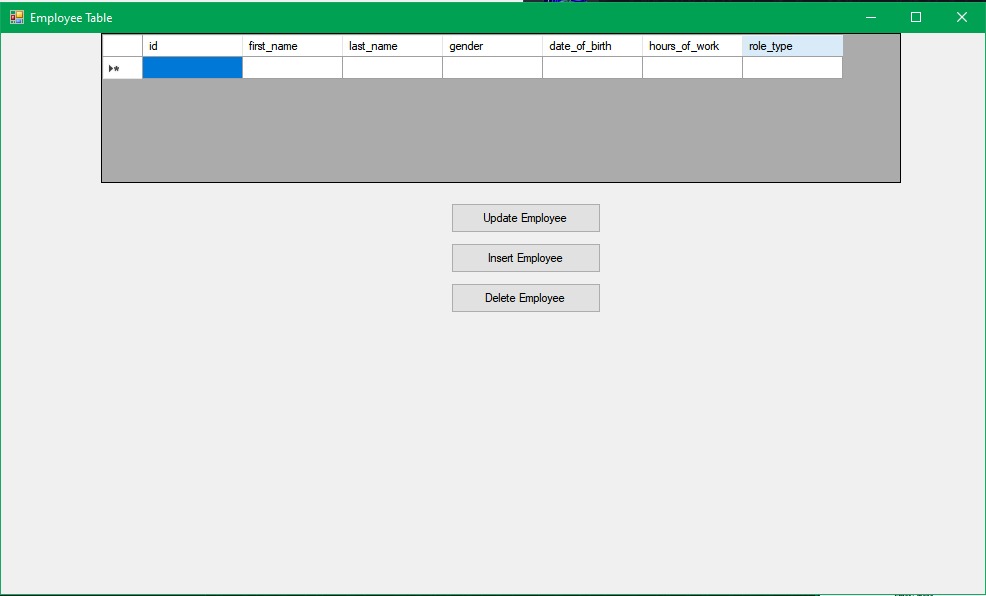 Employee Table
id first_name last_name gender date_of_birth hours_of_work role_type
Update Employee
Insert Employee
Delete Employee